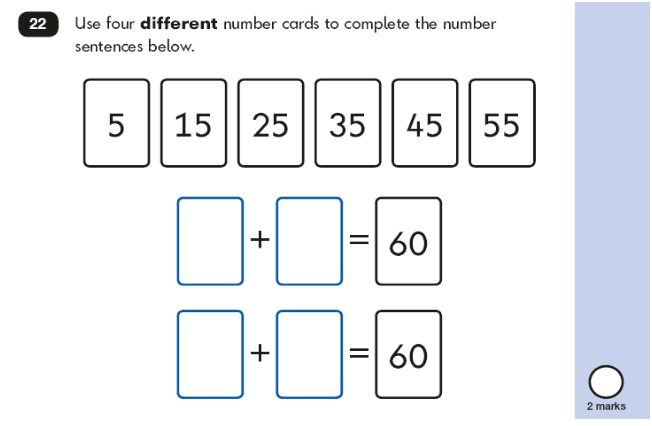 22 Use four different number cards to complete the number
sentences below.
5 15 25 35 45 55
+ = 60
+ = 60
2 marks